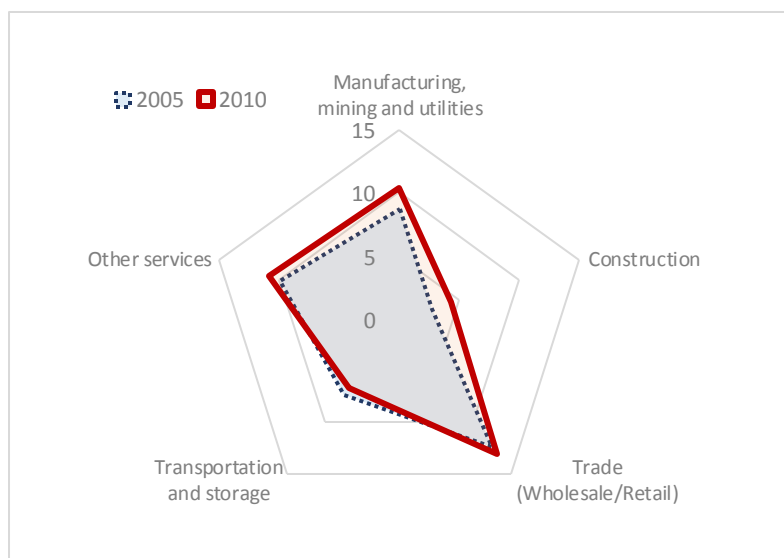 2005 2010
Manufacturing,
mining and utilities
15
10
5
0
Other services
Construction
Transportation
and storage
Trade
(Wholesale/Retail)